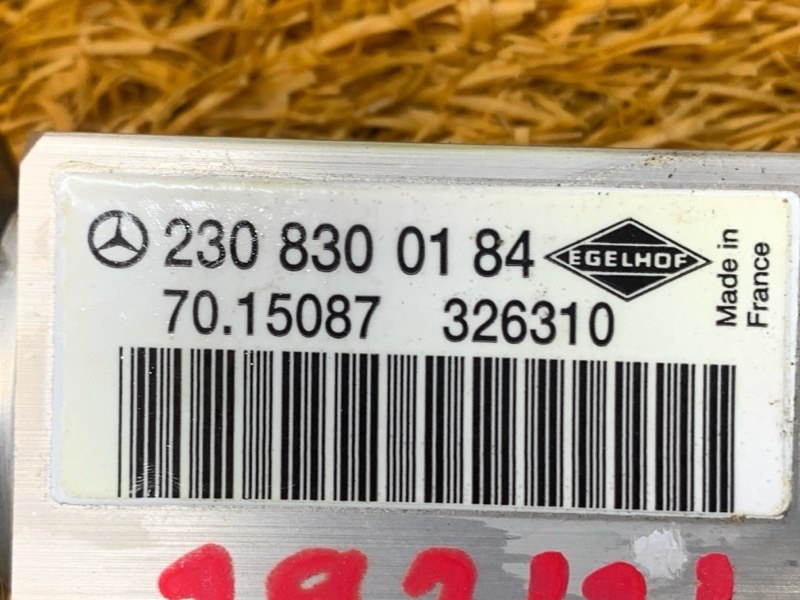 230 830 01 84 EGELHOF
70.15087 326310
Made in
France